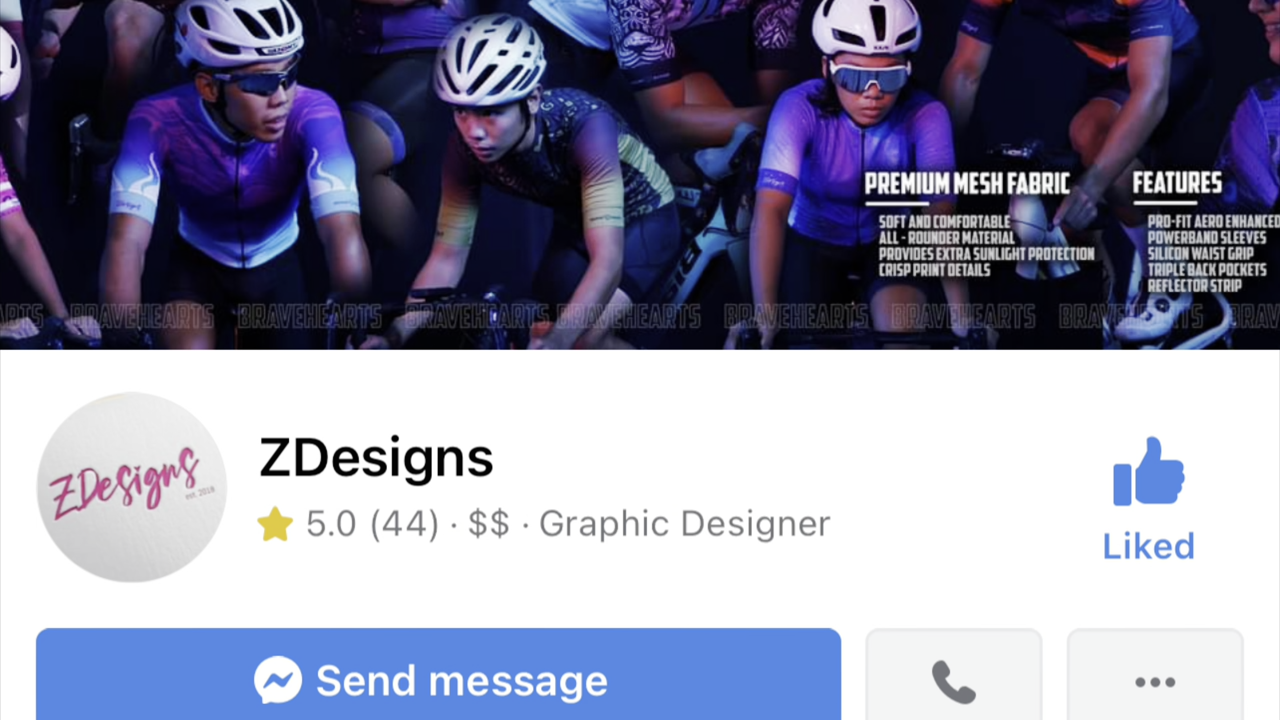 PREMIUM MESH FABRIC
SOFT AND COMFORTABLE
ALL - ROUNDER MATERIAL
PROVIDES EXTRA SUNLIGHT PROTECTION
CRISP PRINT DETAILS
FEATURES
PRO-FIT AERO ENHANCED
POWERBAND SLEEVES
SILICON WAIST GRIP
TRIPLE BACK POCKETS
REFLECTOR STRIP
ARTS BRAVEHEARTS BRAVEHEARTS BRAVEHEARTS BRAVEHEARTS BRAVEHEARTS BRAVEHEARTS BRAVEHEARTS BRAV
ZDesigns
est. 2018
ZDesigns
5.0 (44) · $$ · Graphic Designer
Liked
Send message